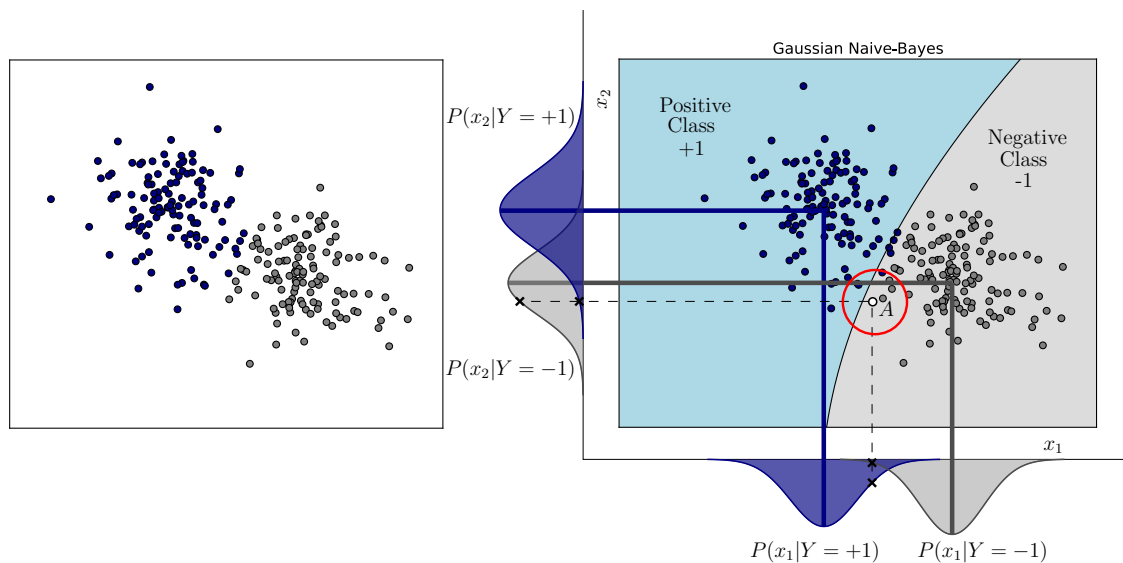 Gaussian Naive-Bayes
P(x₂|Y = +1)
x₂
Positive
Class
+1
Negative
Class
-1
A
P(x₂|Y = −1)
x₁
P(x₁|Y = +1)
P(x₁|Y = −1)